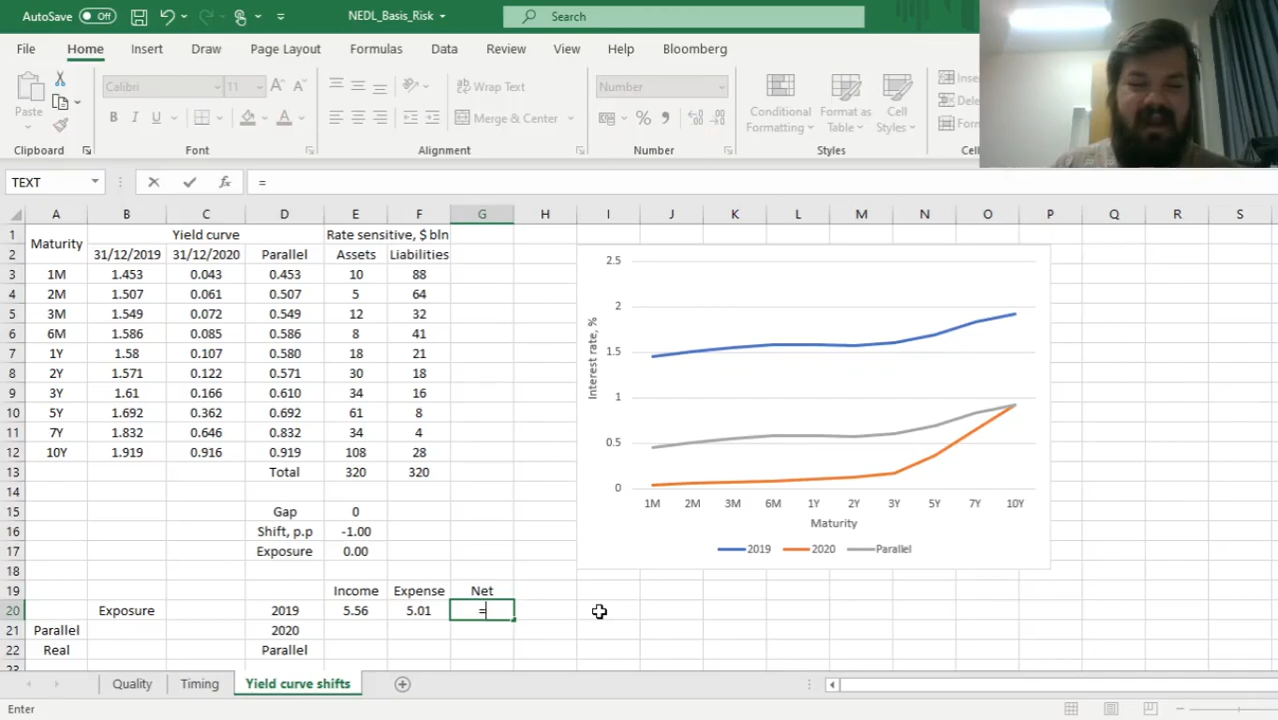 AutoSave Off NEDL_Basis_Risk Search
File Home Insert Draw Page Layout Formulas Data Review View Help Bloomberg
Paste Calibri 11 A A Wrap Text Number Conditional Formatting Format as Table Cell Styles
B I U A Merge & Center % 9
Clipboard Font Alignment Number Styles
TEXT fx =
A B C D E F G H I J K L M N O P Q R S
1 Maturity Yield curve Rate sensitive, $ bln
2 31/12/2019 31/12/2020 Parallel Assets Liabilities
3 1M 1.453 0.043 0.453 10 88
4 2M 1.507 0.061 0.507 5 64
5 3M 1.549 0.072 0.549 12 32
6 6M 1.586 0.085 0.586 8 41
7 1Y 1.58 0.107 0.580 18 21
8 2Y 1.571 0.122 0.571 30 18
9 3Y 1.61 0.166 0.610 34 16
10 5Y 1.692 0.362 0.692 61 8
11 7Y 1.832 0.646 0.832 34 4
12 10Y 1.919 0.916 0.919 108 28
13 Total 320 320
14
15 Gap 0
16 Shift, p.p -1.00
17 Exposure 0.00
18
19 Income Expense Net
20 Exposure 2019 5.56 5.01 =
21 Parallel 2020
22 Real Parallel
2.5
2
1.5
1
0.5
0
Interest rate, %
1M 2M 3M 6M 1Y 2Y 3Y 5Y 7Y 10Y
Maturity
2019 2020 Parallel
Quality Timing Yield curve shifts
Enter